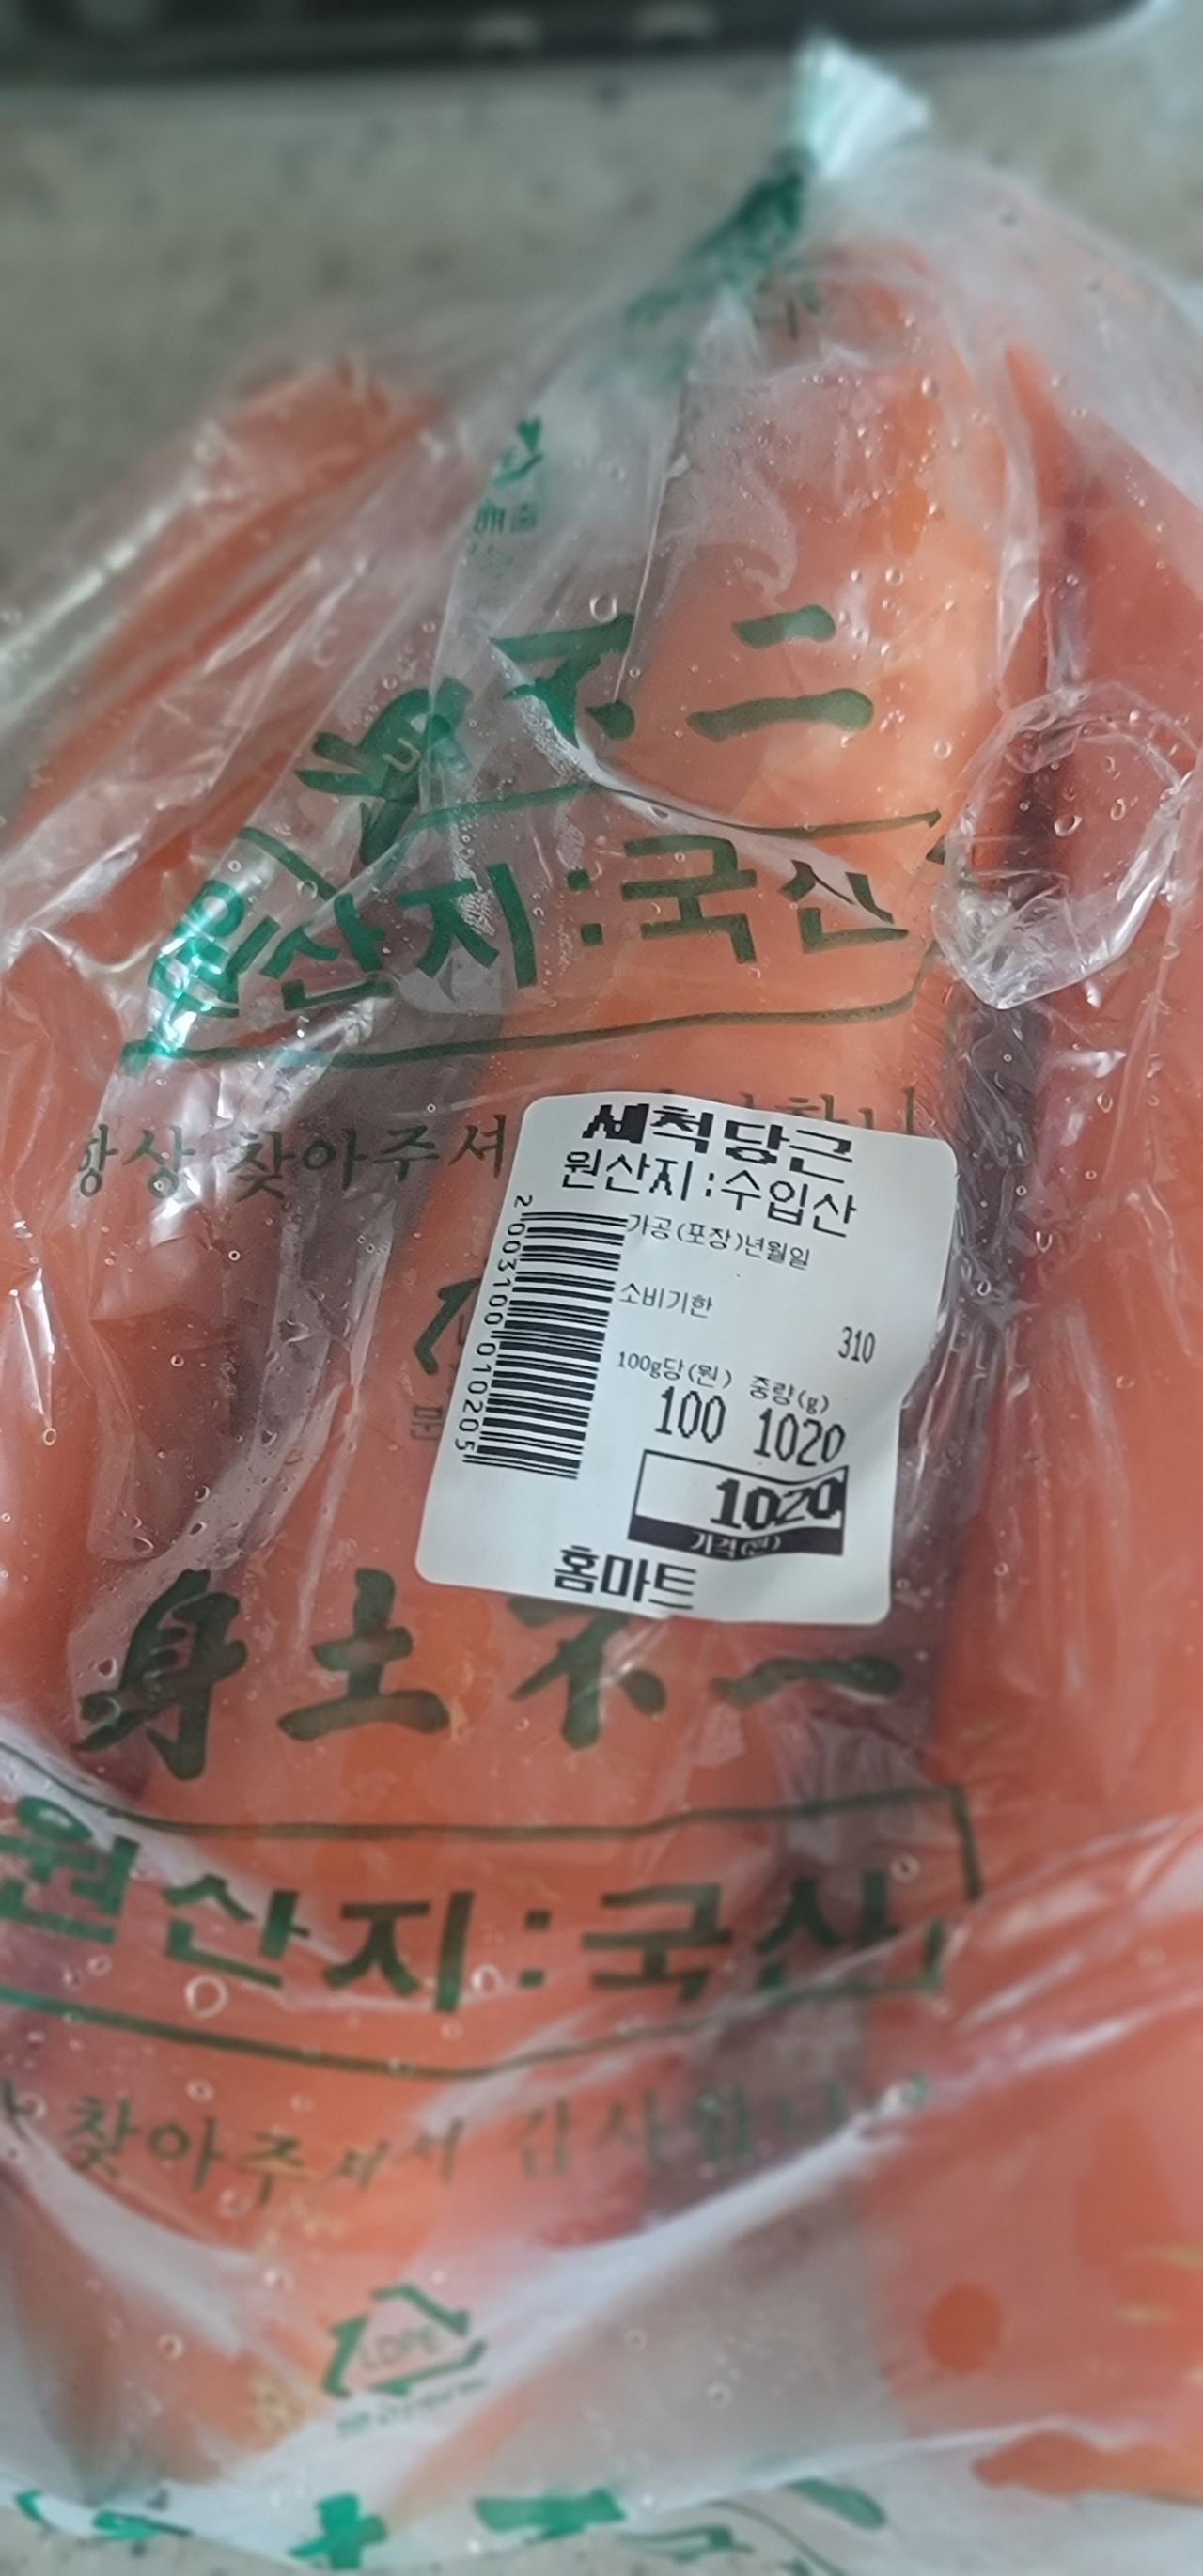 不二
원산지:국산
항상 찾아주셔
세척당근
원산지:수입산
가공(포장)년월일
소비기한
310
100g당(원) 중량(g)
100 1020
1020
가격(원)
홈마트
2003100010205
身土不二
원산지:국산
찾아주셔서 감사합니다
LDPE